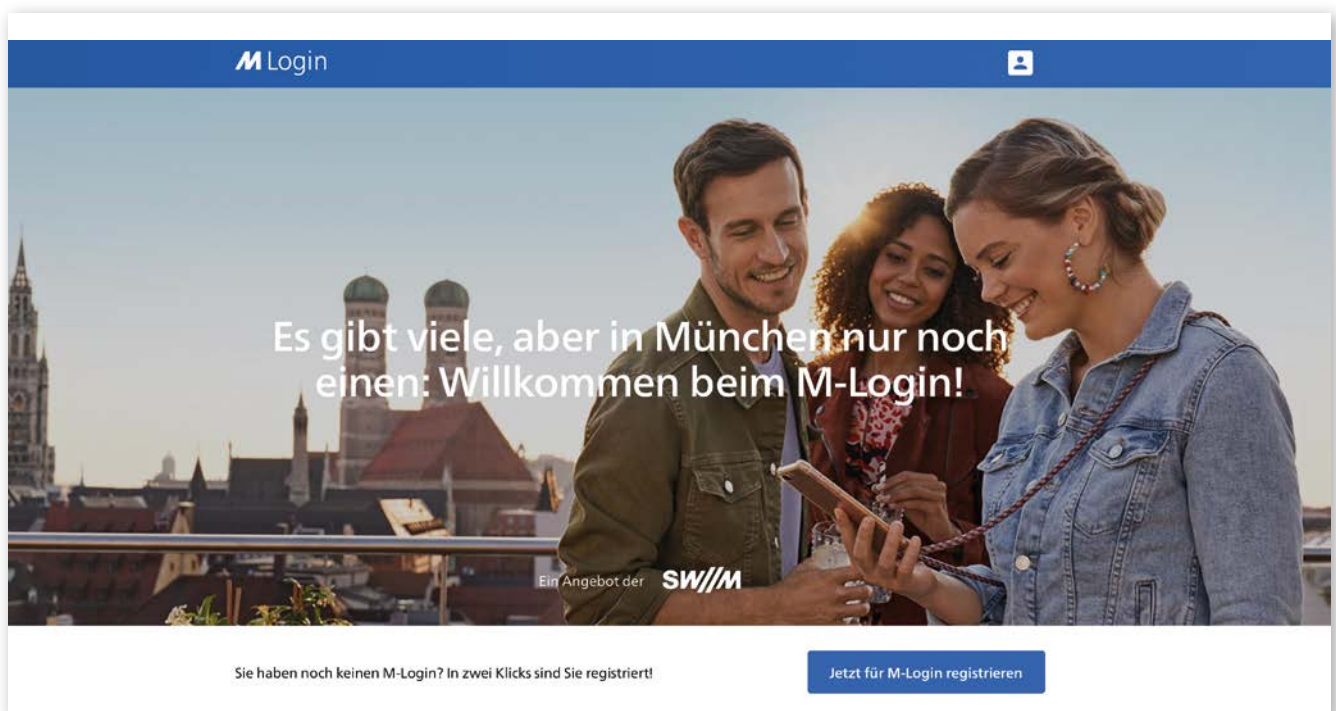 M Login
Es gibt viele, aber in München nur noch
einen: Willkommen beim M-Login!
Ein Angebot der SW//M
Sie haben noch keinen M-Login? In zwei Klicks sind Sie registriert!
Jetzt für M-Login registrieren